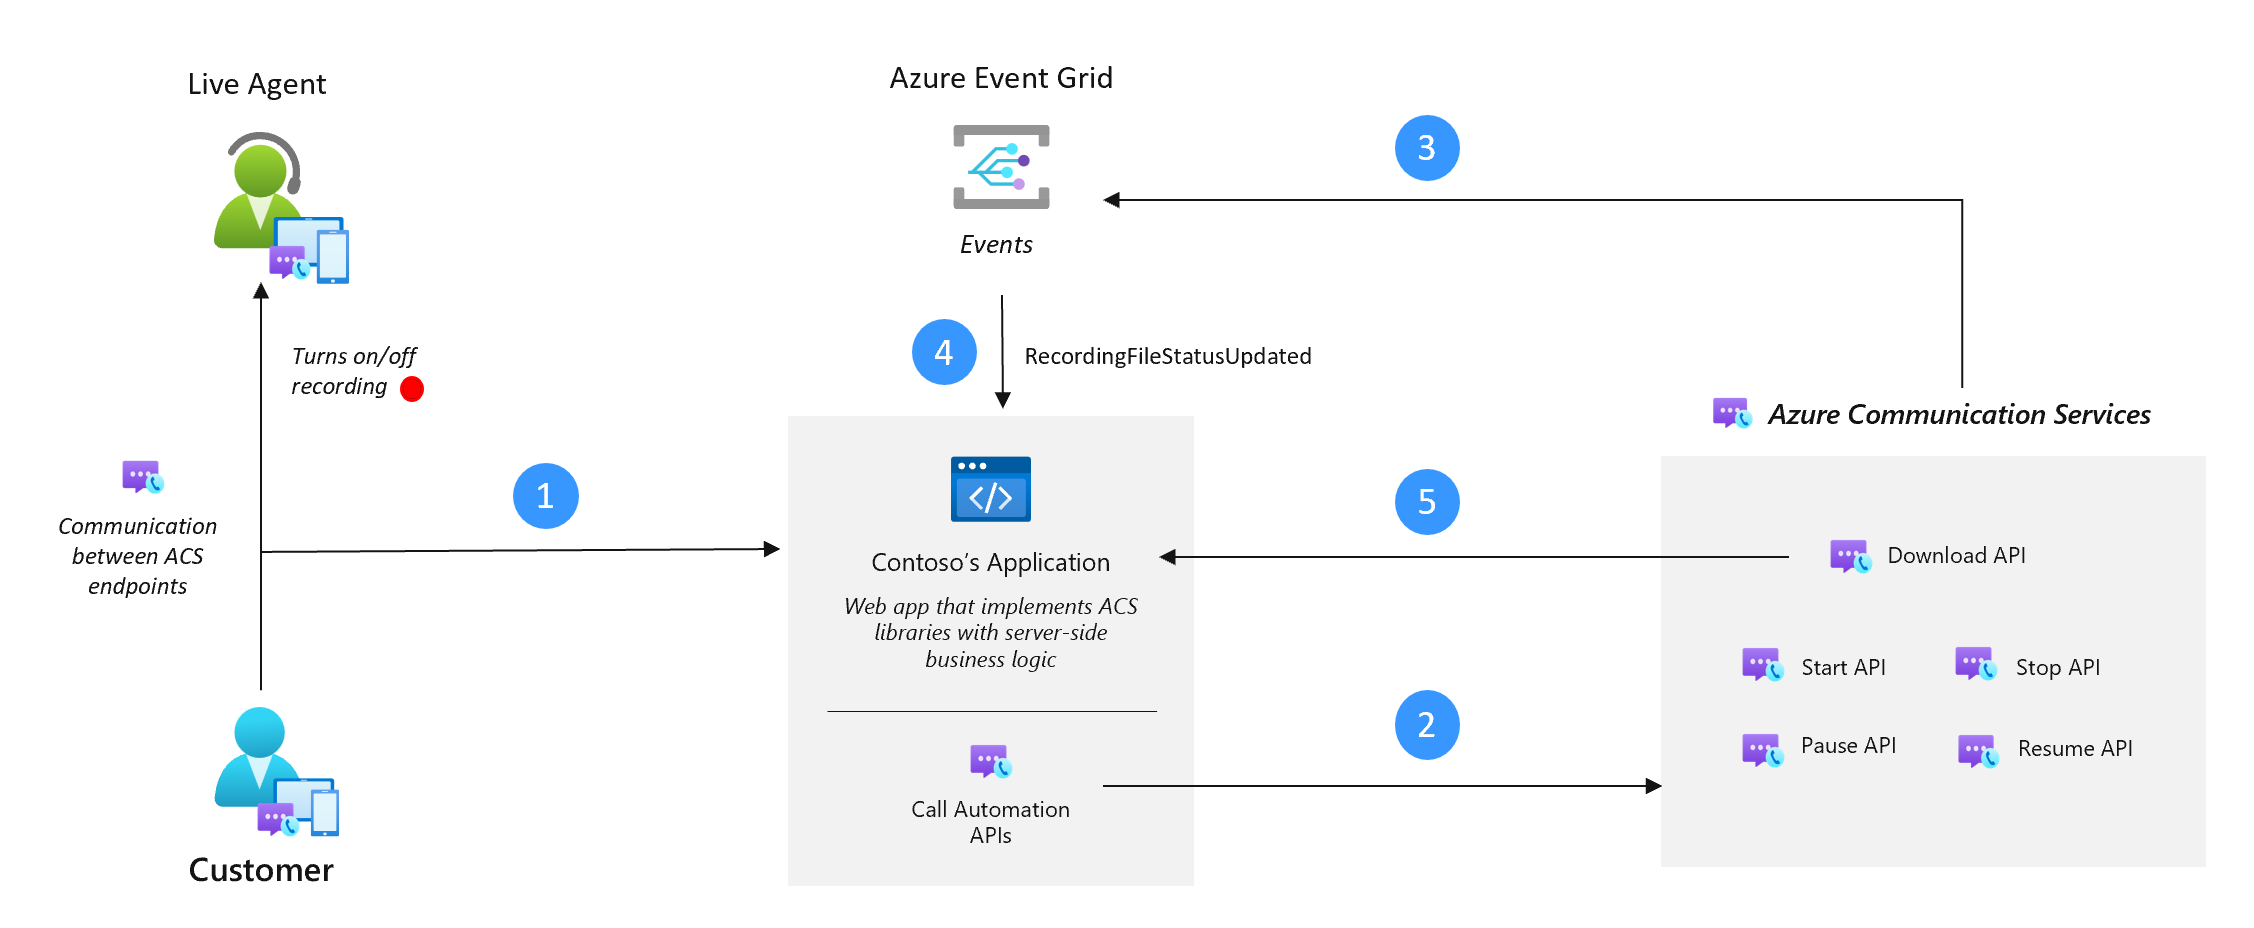 Live Agent
Azure Event Grid
3
Events
4
RecordingFileStatusUpdated
Turns on/off
recording
Azure Communication Services
Communication
between ACS
endpoints
1
5
Contoso's Application
Web app that implements ACS
libraries with server-side
business logic
Download API
Start API
Stop API
Pause API
Resume API
2
Call Automation
APIs
Customer